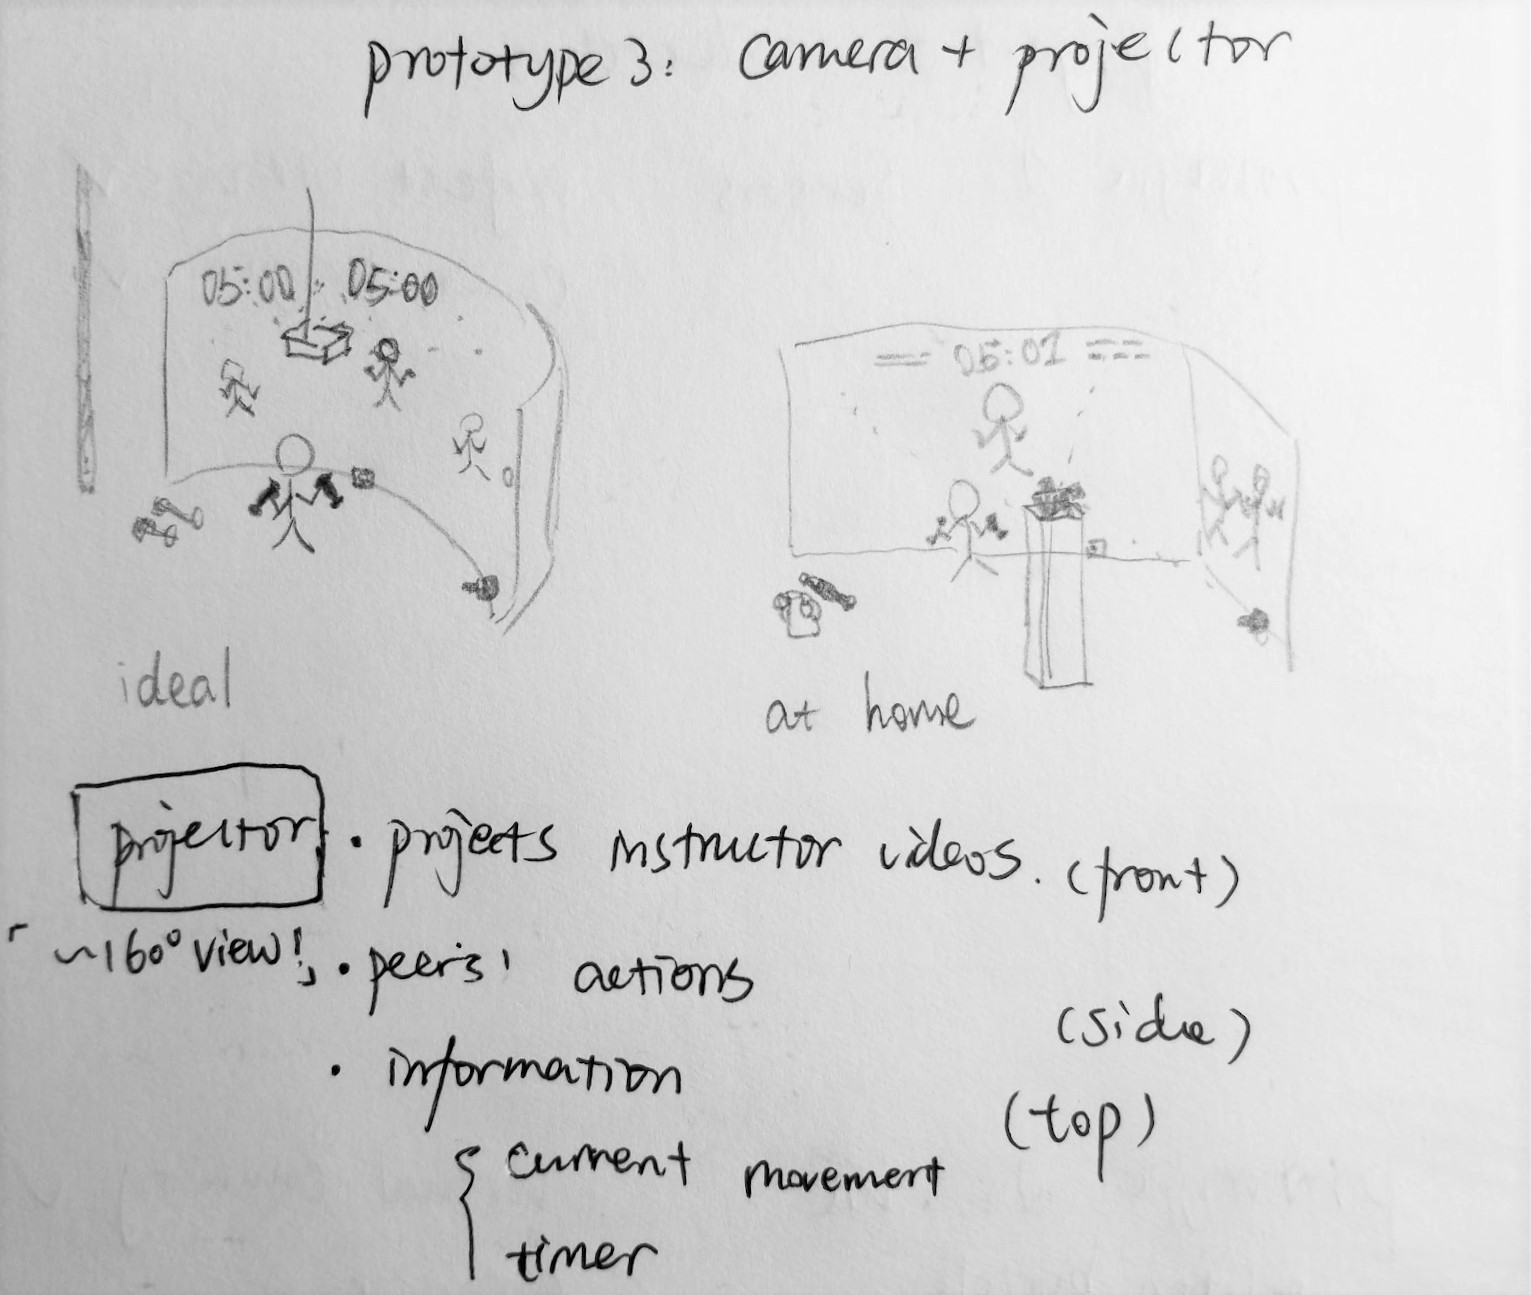 prototype 3: Camera + projector
05:00 05:00
05:01
ideal
at home
projector • projects instructor videos. (front)
「~160° view!」 • peers' actions
(side)
• information
(top)
{ current movement
timer